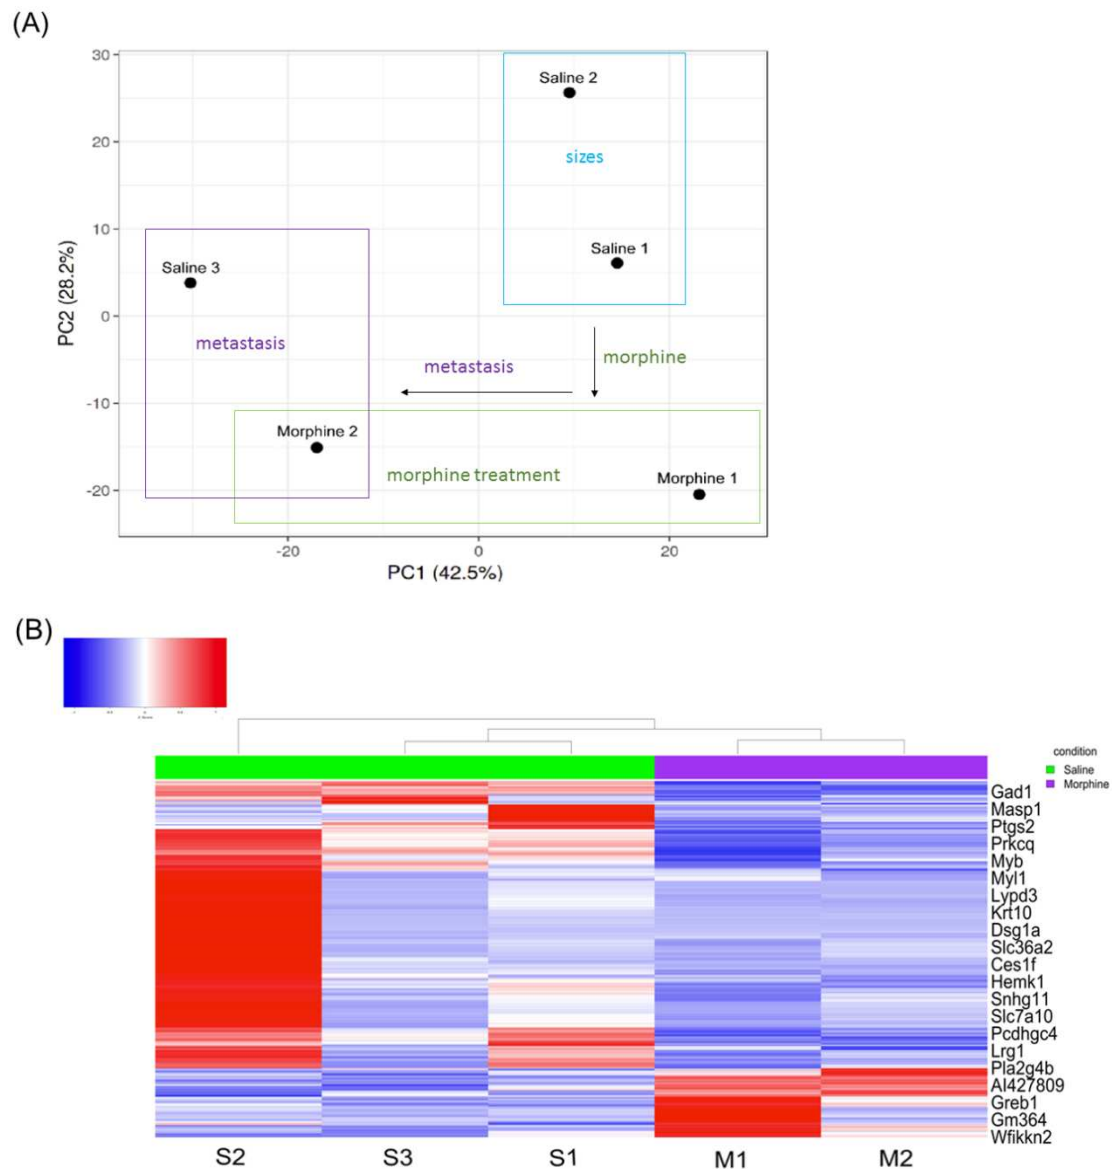 (A)
30
20
10
0
-10
-20
PC2 (28.2%)
Saline 2
sizes
Saline 1
Saline 3
metastasis
metastasis
morphine
Morphine 2
morphine treatment
Morphine 1
-20
0
20
PC1 (42.5%)
(B)
condition
Saline
Morphine
Gad1
Masp1
Ptgs2
Prkcq
Myb
Myl1
Lypd3
Krt10
Dsg1a
Slc36a2
Ces1f
Hemk1
Snhg11
Slc7a10
Pcdhgc4
Lrg1
Pla2g4b
AI427809
Greb1
Gm364
Wfikkn2
S2
S3
S1
M1
M2